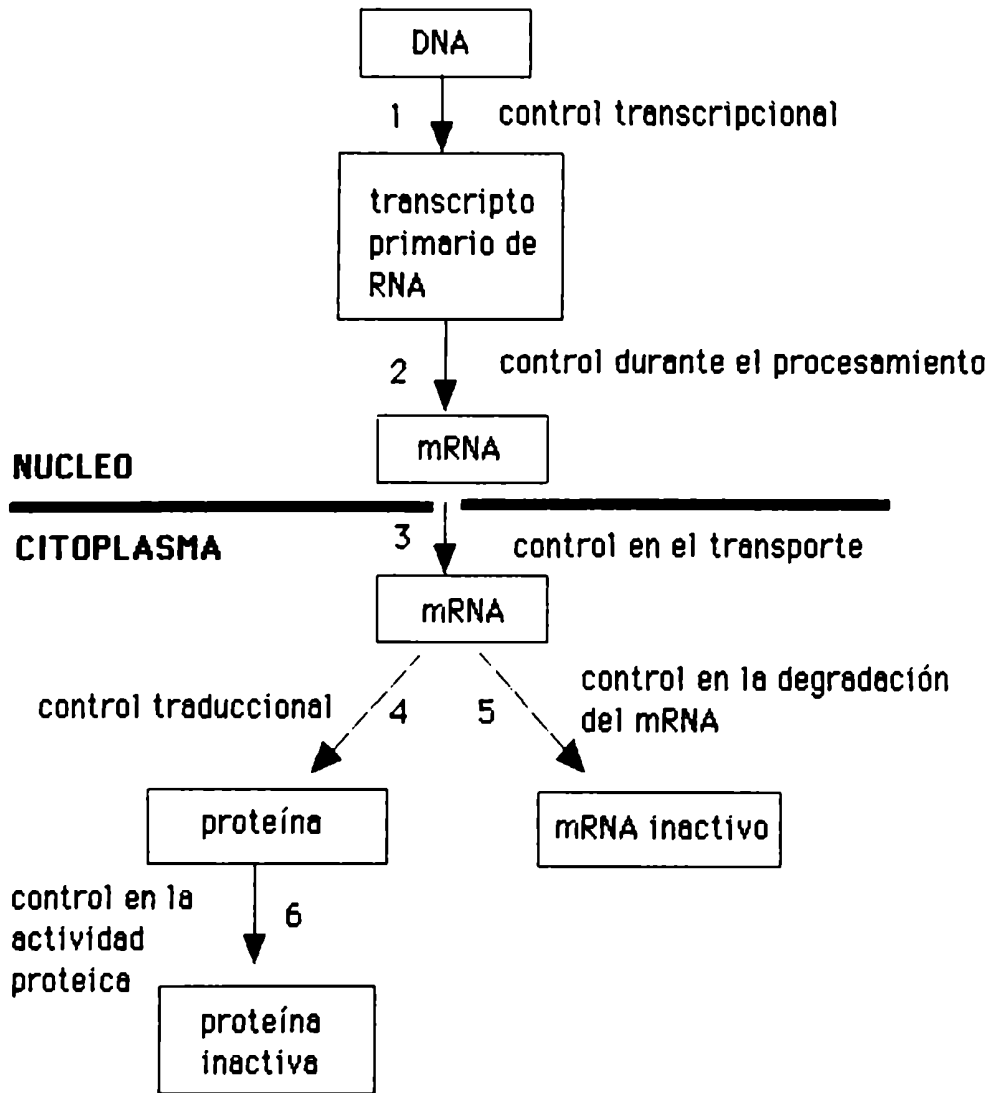 DNA
1
control transcripcional
transcripto
primario de
RNA
2
control durante el procesamiento
mRNA
NUCLEO
CITOPLASMA
3
control en el transporte
mRNA
control traduccional
4
5
control en la degradación
del mRNA
proteína
mRNA inactivo
control en la
actividad
proteica
6
proteína
inactiva